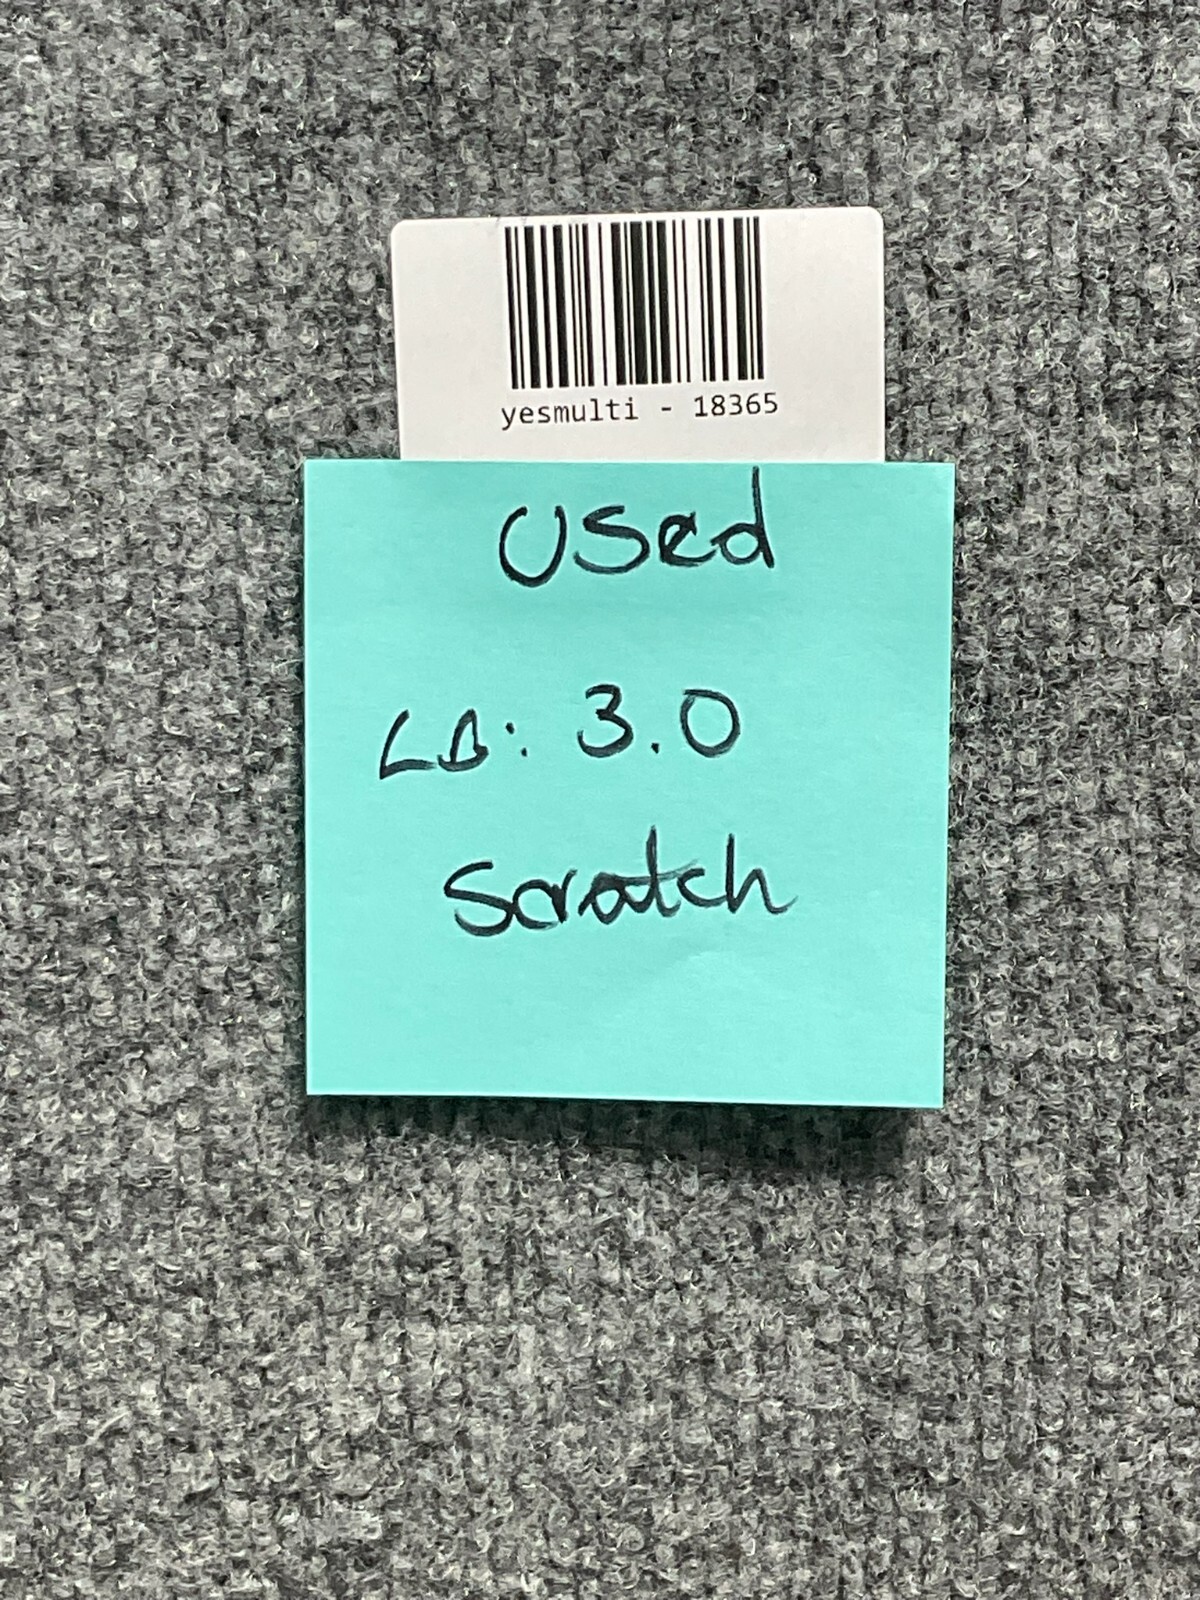 yesmulti - 18365
Used
LB: 3.0
Scratch